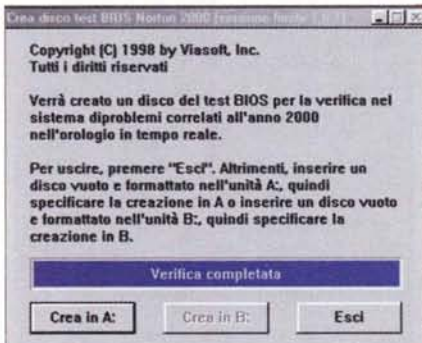 Crea disco test BIOS Norton 2000
Copyright (C) 1998 by Viasoft, Inc.
Tutti i diritti riservati
Verrà creato un disco del test BIOS per la verifica nel
sistema diproblemi correlati all'anno 2000
nell'orologio in tempo reale.
Per uscire, premere "Esci". Altrimenti, inserire un
disco vuoto e formattato nell'unità A:, quindi
specificare la creazione in A o inserire un disco vuoto
e formattato nell'unità B:, quindi specificare la
creazione in B.
Verifica completata
Crea in A:
Crea in B:
Esci